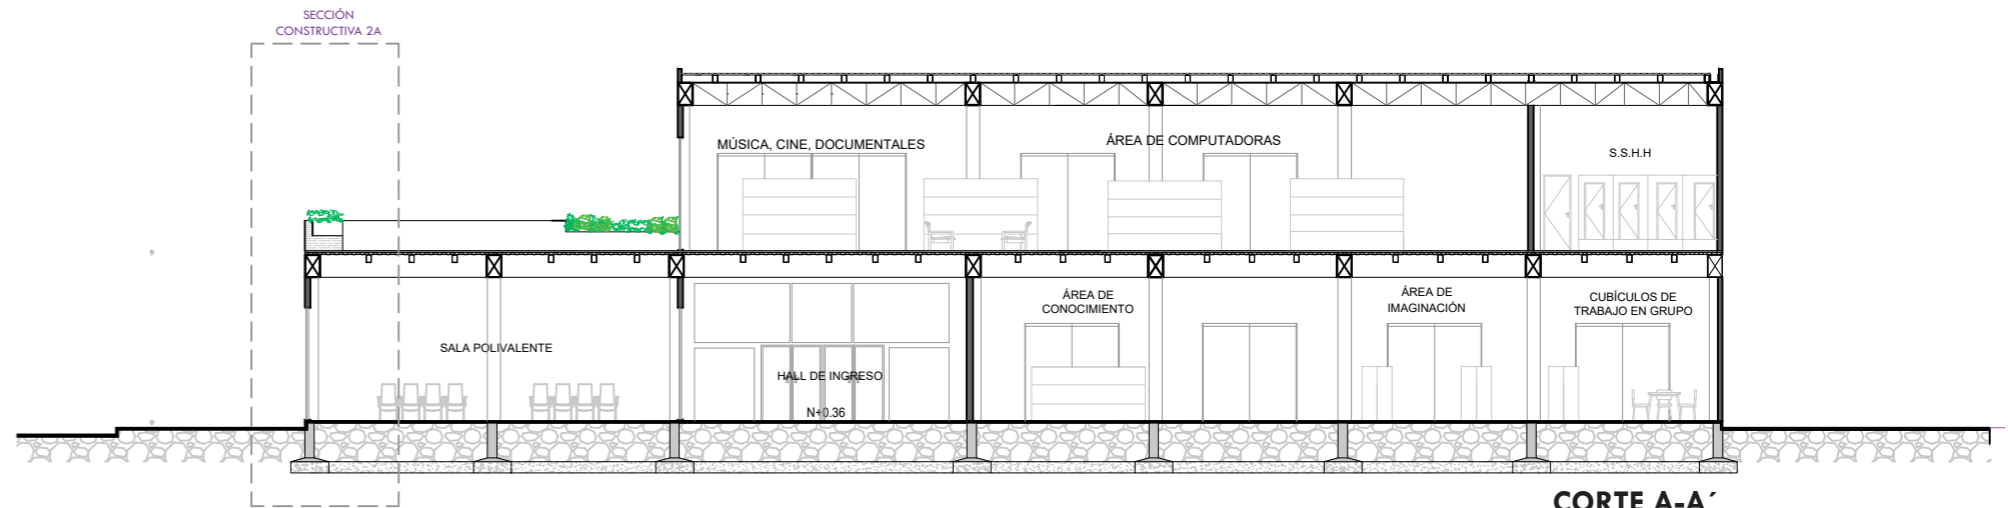 SECCIÓN
CONSTRUCTIVA 2A
MÚSICA, CINE, DOCUMENTALES
ÁREA DE COMPUTADORAS
S.S.H.H
SALA POLIVALENTE
HALL DE INGRESO
N+0.36
ÁREA DE
CONOCIMIENTO
ÁREA DE
IMAGINACIÓN
CUBÍCULOS DE
TRABAJO EN GRUPO
CORTE A-A´